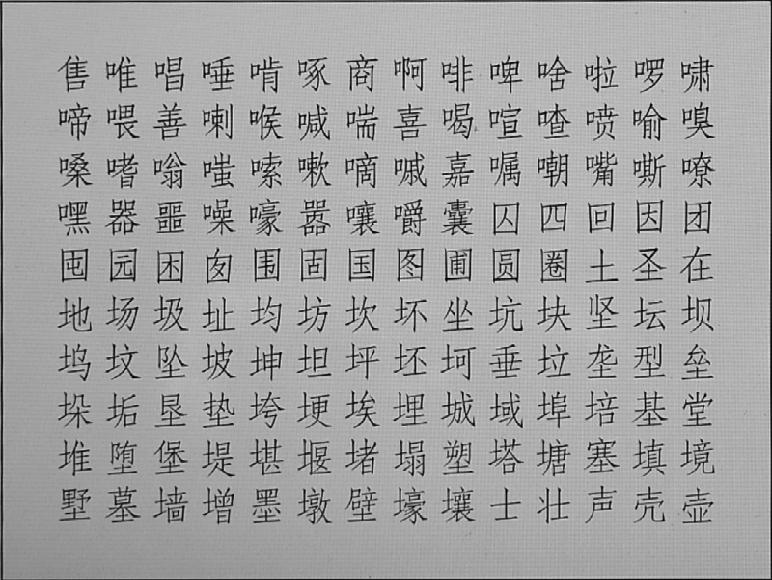 售唯唱唾啃啄商啊啡啤啥啦啰啸
啼喂善喇喉喊喘喜喝喧喳喷喻嗅
嗓嗜嗡嗤嗦嗽嘀嘁嘉嘱嘲嘴嘶嘹
嘿器噩噪嚎嚣嚷嚼囊囚四回因团
囤园困囱围固国图圃圆圈土圣在
地场圾址均坊坎坏坐坑块坚坛坝
坞坟坠坡坤坦坪坯坷垂垃垄型垒
垛垢垦垫垮埂埃埋城域埠培基堂
堆堕堡堤堪堰堵塌塑塔塘塞填境
墅墓墙增墨墩壁壕壤士壮声壳壶